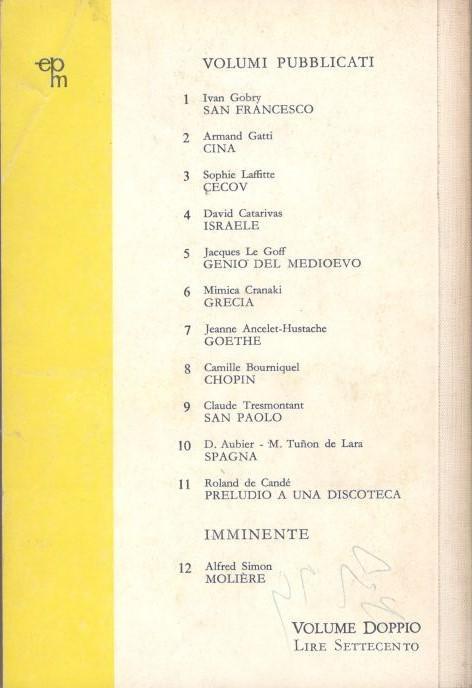 epm
VOLUMI PUBBLICATI
1 Ivan Gobry
SAN FRANCESCO
2 Armand Gatti
CINA
3 Sophie Laffitte
ÇECOV
4 David Catarivas
ISRAELE
5 Jacques Le Goff
GENIO DEL MEDIOEVO
6 Mimica Cranaki
GRECIA
7 Jeanne Ancelet-Hustache
GOETHE
8 Camille Bourniquel
CHOPIN
9 Claude Tresmontant
SAN PAOLO
10 D. Aubier - M. Tuñon de Lara
SPAGNA
11 Roland de Candé
PRELUDIO A UNA DISCOTECA
IMMINENTE
12 Alfred Simon
MOLIÈRE
VOLUME DOPPIO
LIRE SETTECENTO